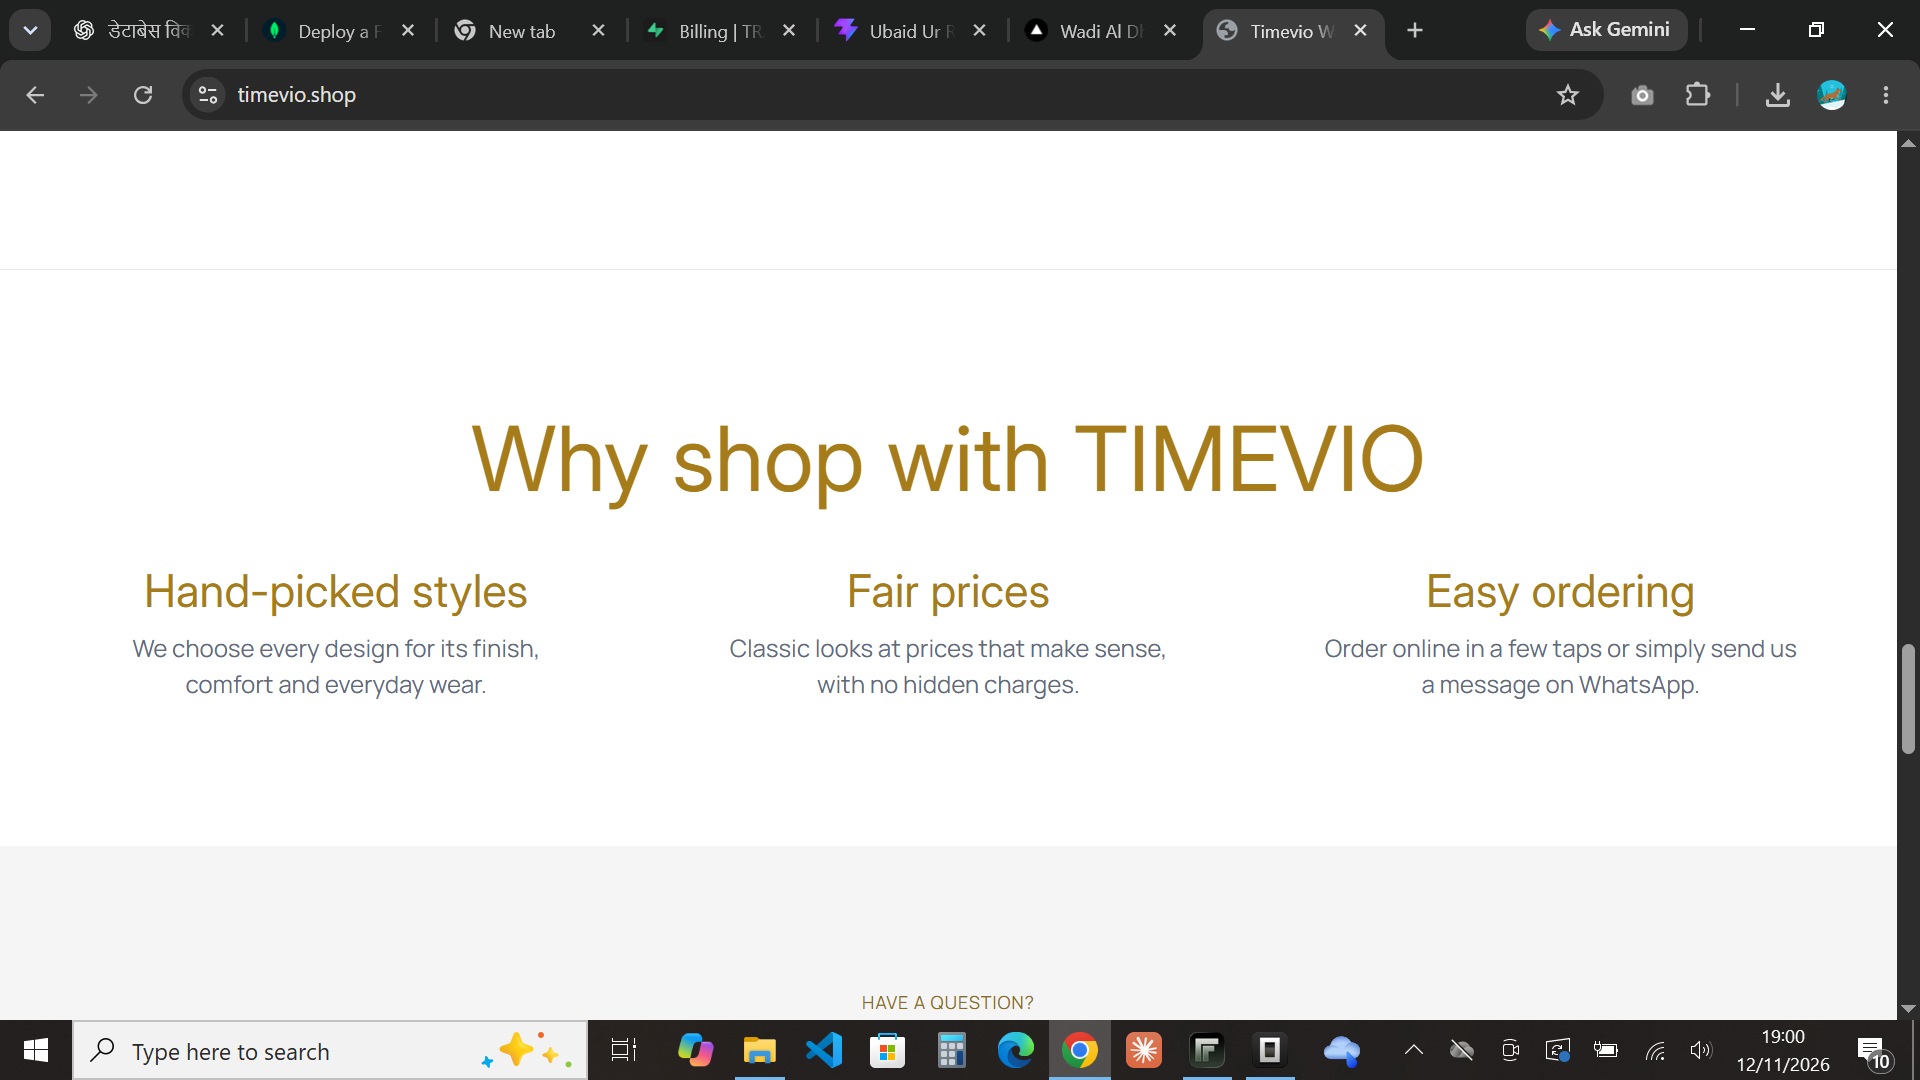 डेटाबेस विक
Deploy a F
New tab
Billing | TR
Ubaid Ur R
Wadi Al Dh
Timevio W
Ask Gemini
timevio.shop
Why shop with TIMEVIO
Hand-picked styles
We choose every design for its finish,
comfort and everyday wear.
Fair prices
Classic looks at prices that make sense,
with no hidden charges.
Easy ordering
Order online in a few taps or simply send us
a message on WhatsApp.
HAVE A QUESTION?
Type here to search
19:00
12/11/2026
10